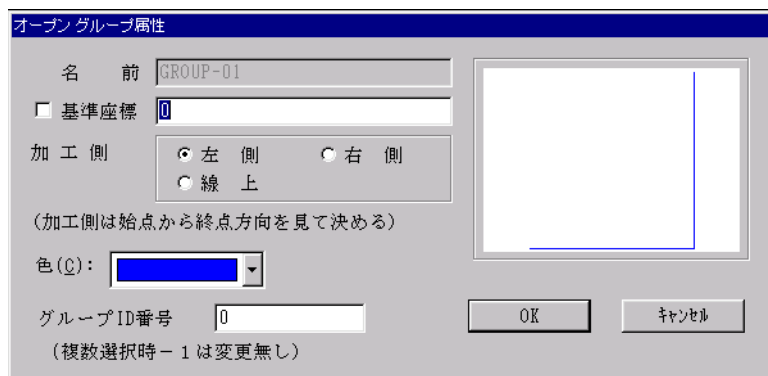 オープン グループ属性
名　前 GROUP-01
基準座標 0
加 工 側 左　側 右　側
線　上
(加工側は始点から終点方向を見て決める)
色(C):
グループID番号 0 OK ｷｬﾝｾﾙ
(複数選択時－１は変更無し)